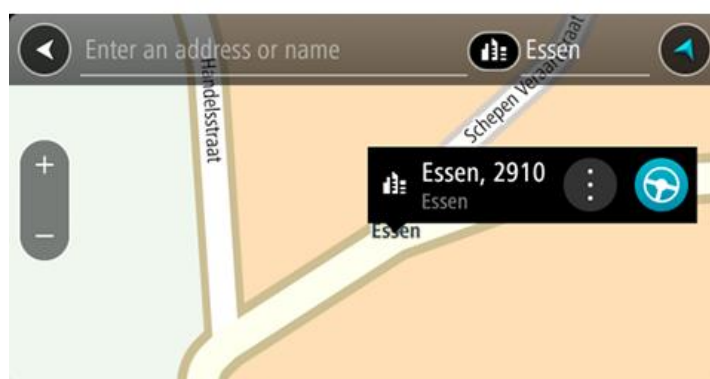 Enter an address or name
Essen
Handelsstraat
Schepen Veraartstraat
Essen, 2910
Essen
Essen